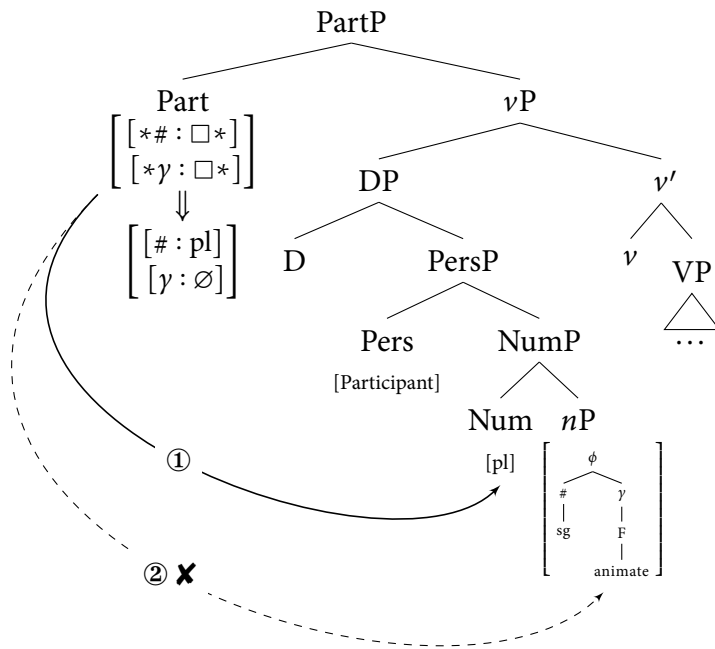 PartP
Part vP
[∗# : □∗]
[∗γ : □∗]
DP v′
⇓
[# : pl]
[γ : ∅]
D PersP v VP
Pers NumP …
[Participant]
Num nP
① [pl] ϕ
# γ
sg F
② ✘ animate